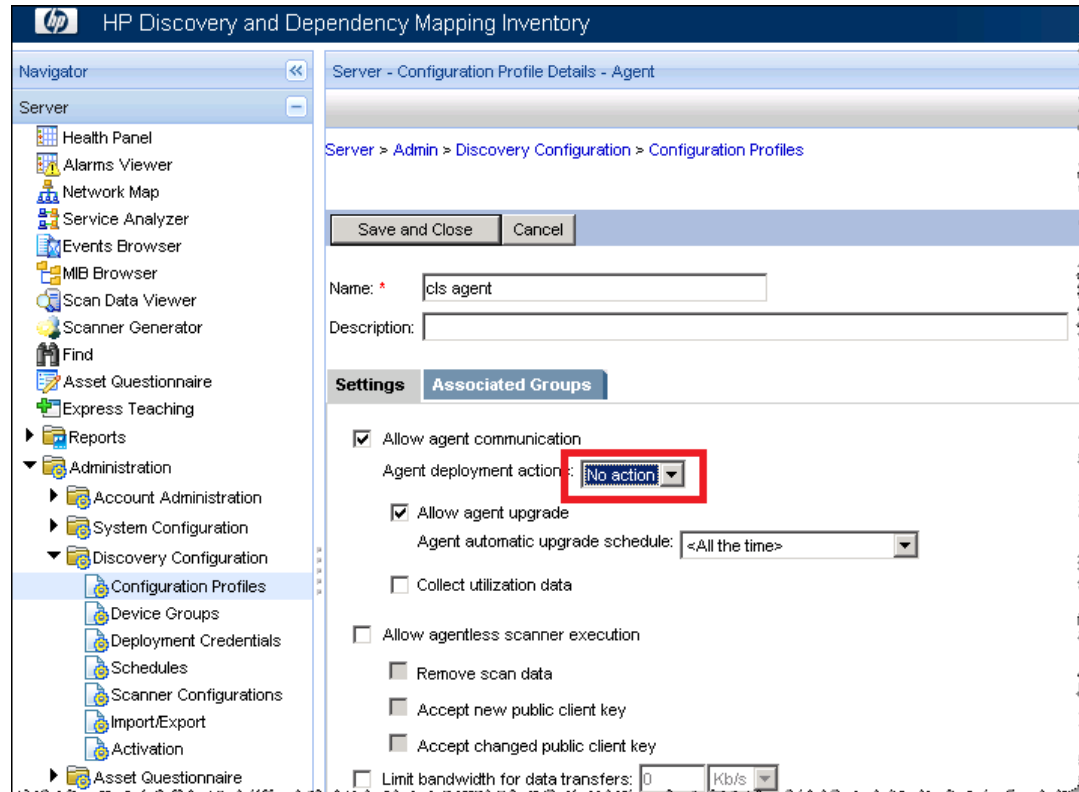 hp HP Discovery and Dependency Mapping Inventory
Navigator
Server
Health Panel
Alarms Viewer
Network Map
Service Analyzer
Events Browser
MIB Browser
Scan Data Viewer
Scanner Generator
Find
Asset Questionnaire
Express Teaching
Reports
Administration
Account Administration
System Configuration
Discovery Configuration
Configuration Profiles
Device Groups
Deployment Credentials
Schedules
Scanner Configurations
Import/Export
Activation
Asset Questionnaire
Server - Configuration Profile Details - Agent
Server > Admin > Discovery Configuration > Configuration Profiles
Save and Close Cancel
Name: * cls agent
Description:
Settings Associated Groups
Allow agent communication
Agent deployment actions: No action
Allow agent upgrade
Agent automatic upgrade schedule: <All the time>
Collect utilization data
Allow agentless scanner execution
Remove scan data
Accept new public client key
Accept changed public client key
Limit bandwidth for data transfers: 0 Kb/s